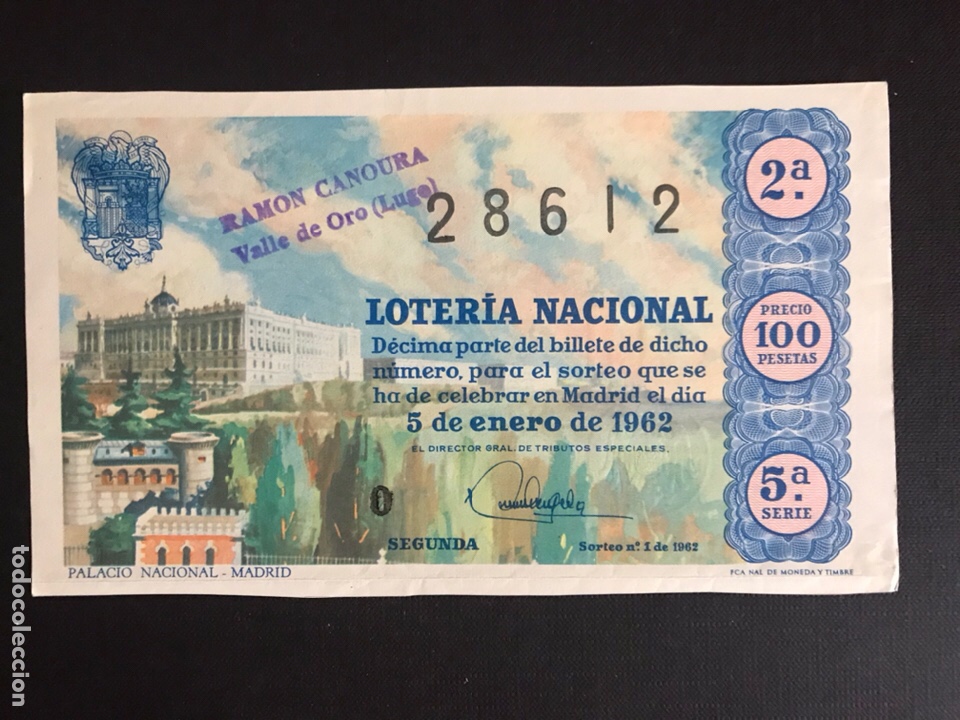 RAMON CANOURA
Valle de Oro (Lugo)
28612
2ª.
LOTERÍA NACIONAL
Décima parte del billete de dicho
número, para el sorteo que se
ha de celebrar en Madrid el día
5 de enero de 1962
PRECIO
100
PESETAS
EL DIRECTOR GRAL. DE TRIBUTOS ESPECIALES,
0
5ª.
SERIE
SEGUNDA
Sorteo nº. 1 de 1962
PALACIO NACIONAL - MADRID
FCA NAL DE MONEDA Y TIMBRE
todocoleccion